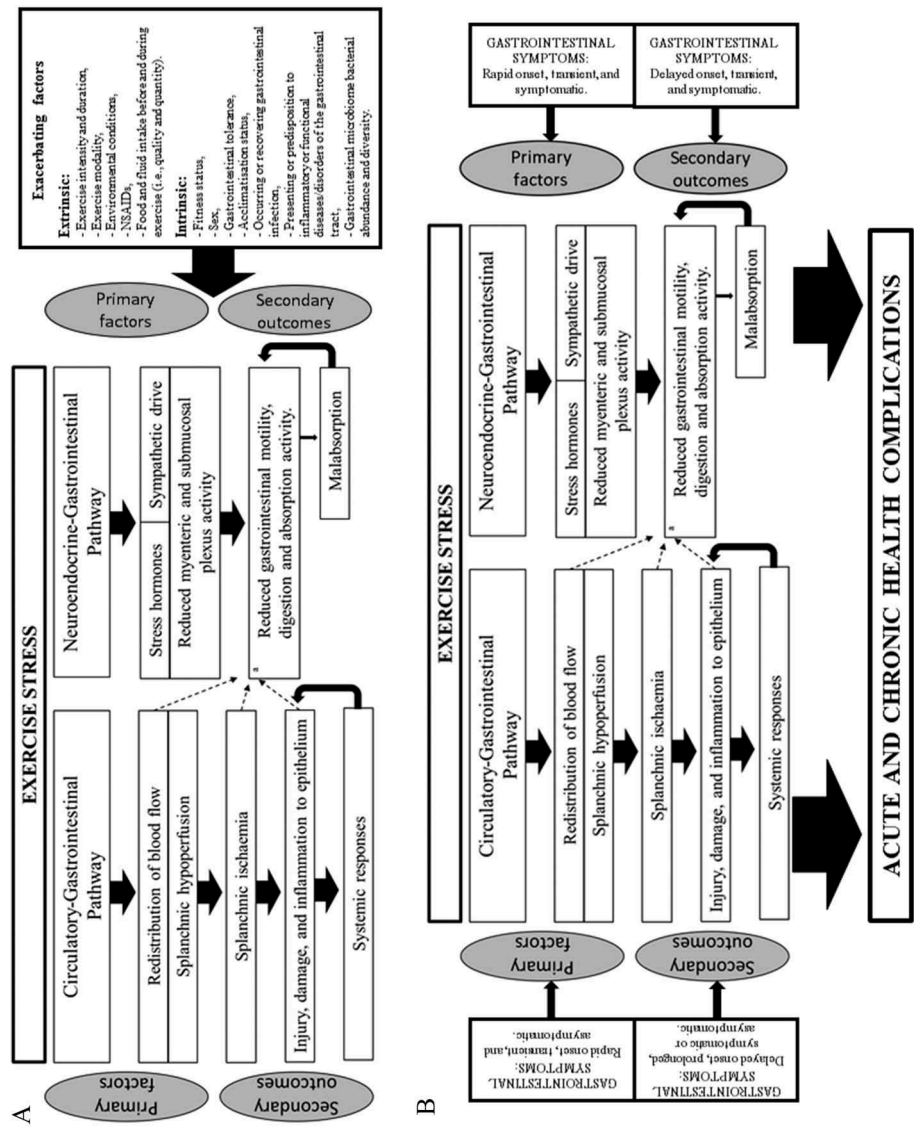 A
EXERCISE STRESS
Primary
factors
Secondary
outcomes
Circulatory-Gastrointestinal
Pathway
Redistribution of blood flow
Splanchnic hypoperfusion
Splanchnic ischaemia
Injury, damage, and inflammation to epithelium
Systemic responses
Neuroendocrine-Gastrointestinal
Pathway
Stress hormones
Sympathetic drive
Reduced myenteric and submucosal
plexus activity
a
Reduced gastrointestinal motility,
digestion and absorption activity.
Malabsorption
Primary
factors
Secondary
outcomes
Exacerbating factors
Extrinsic:
- Exercise intensity and duration,
- Exercise modality,
- Environmental conditions,
- NSAIDs,
- Food and fluid intake before and during
exercise (i.e., quality and quantity).
Intrinsic:
- Fitness status,
- Sex,
- Gastrointestinal tolerance,
- Acclimatisation status,
- Occurring or recovering gastrointestinal
infection,
- Presenting or predisposition to
inflammatory or functional
diseases/disorders of the gastrointestinal
tract,
- Gastrointestinal microbiome bacterial
abundance and diversity.
B
EXERCISE STRESS
GASTROINTESTINAL
SYMPTOMS:
Rapid onset, transient, and
asymptomatic.
GASTROINTESTINAL
SYMPTOMS:
Delayed onset, prolonged,
symptomatic or
asymptomatic.
Primary
factors
Secondary
outcomes
Circulatory-Gastrointestinal
Pathway
Redistribution of blood flow
Splanchnic hypoperfusion
Splanchnic ischaemia
Injury, damage, and inflammation to epithelium
Systemic responses
Neuroendocrine-Gastrointestinal
Pathway
Stress hormones
Sympathetic drive
Reduced myenteric and submucosal
plexus activity
a
Reduced gastrointestinal motility,
digestion and absorption activity.
Malabsorption
Primary
factors
Secondary
outcomes
GASTROINTESTINAL
SYMPTOMS:
Rapid onset, transient, and
symptomatic.
GASTROINTESTINAL
SYMPTOMS:
Delayed onset, transient,
and symptomatic.
ACUTE AND CHRONIC HEALTH COMPLICATIONS